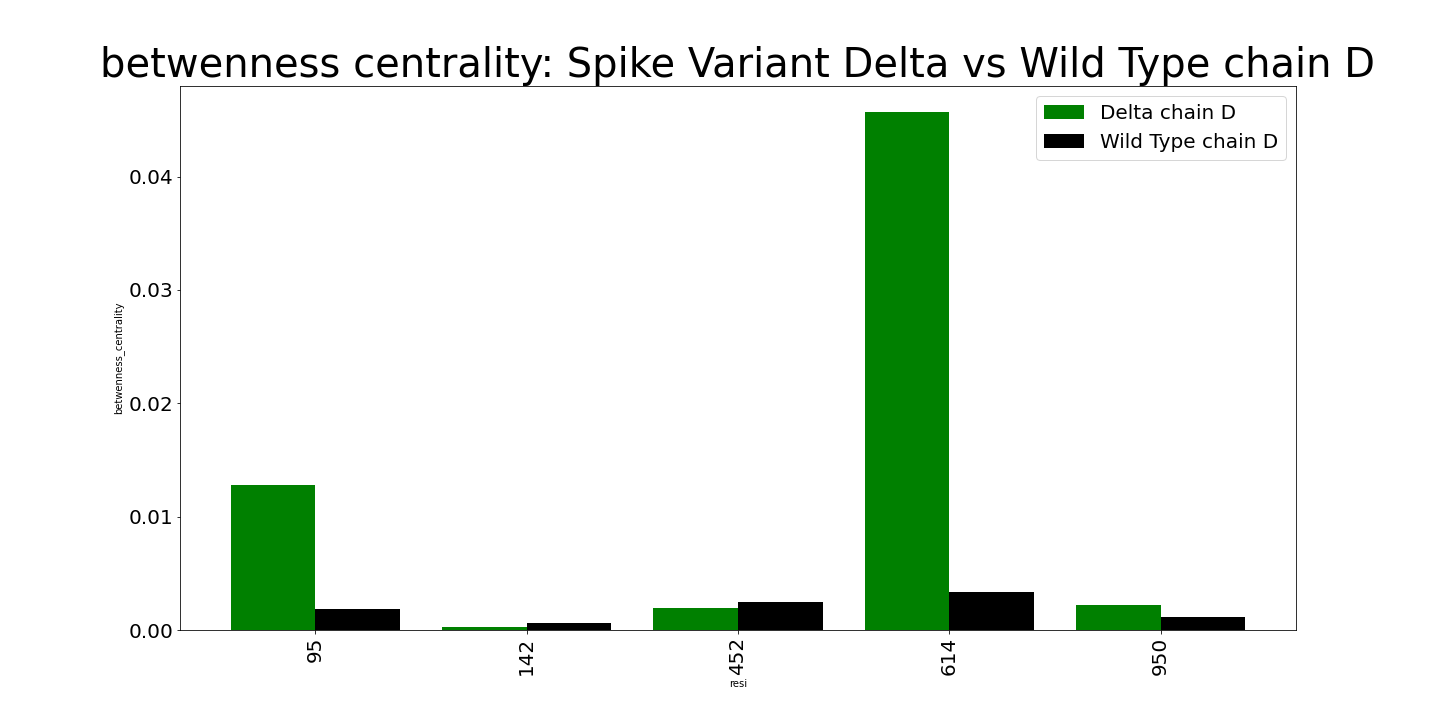 betwenness centrality: Spike Variant Delta vs Wild Type chain D
Delta chain D
Wild Type chain D
0.04
0.03
0.02
0.01
0.00
betwenness_centrality
95
142
452
614
950
resi